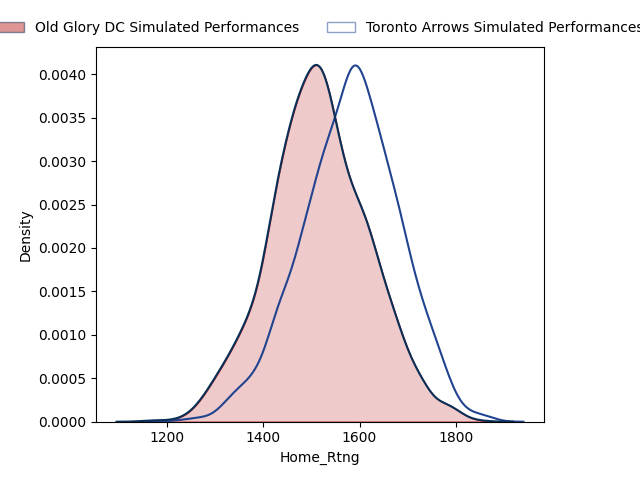 Old Glory DC Simulated Performances Toronto Arrows Simulated Performances
0.0040
0.0035
0.0030
0.0025
0.0020
0.0015
0.0010
0.0005
0.0000
Density
1200 1400 1600 1800
Home_Rtng